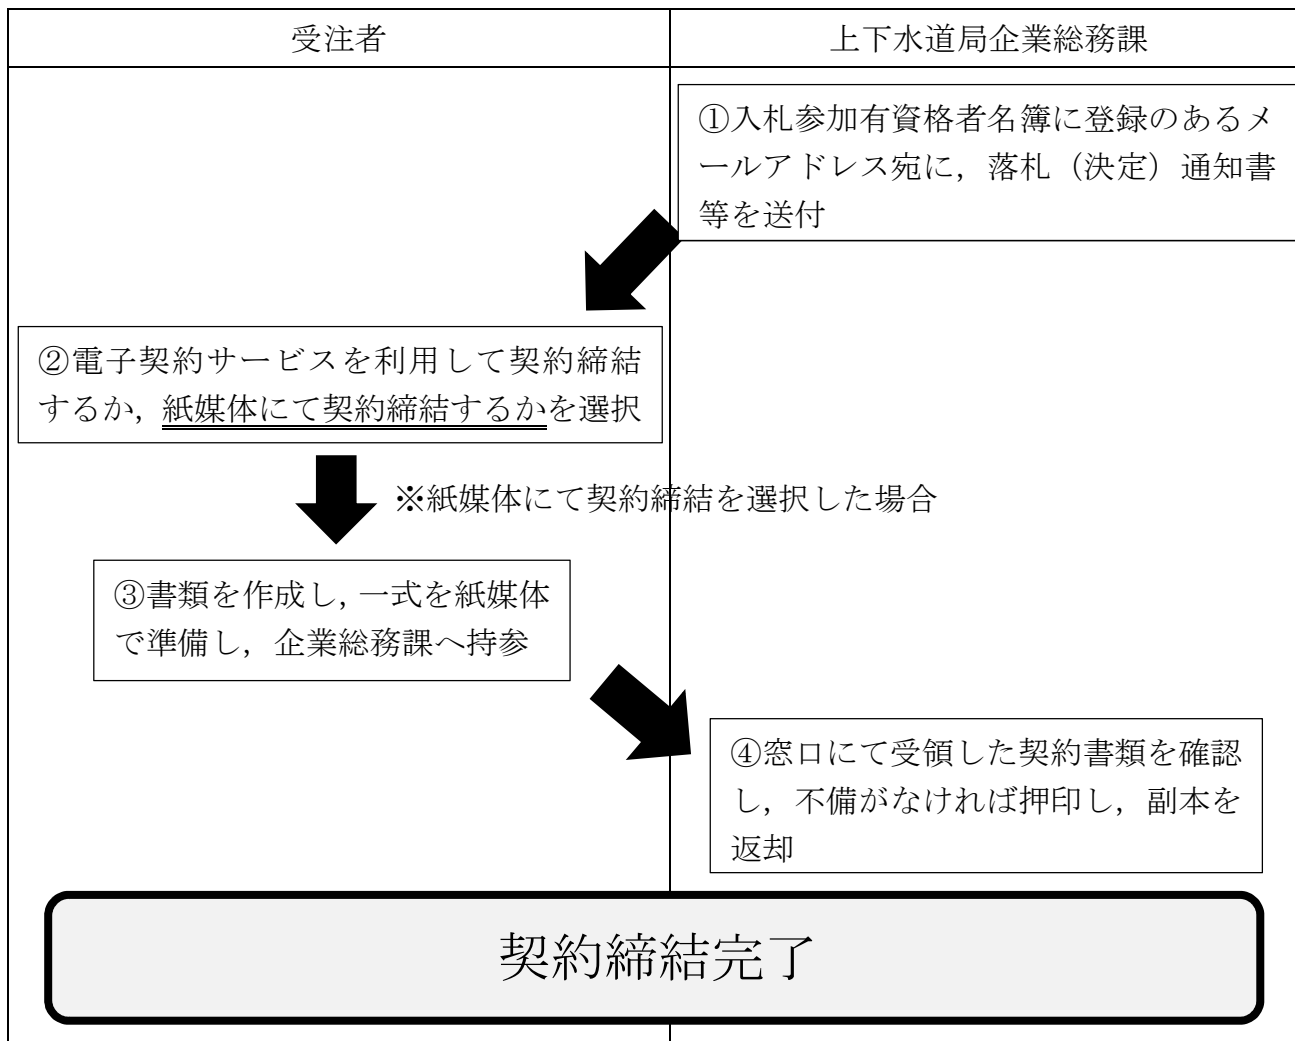 受注者
上下水道局企業総務課
①入札参加有資格者名簿に登録のあるメ
ールアドレス宛に，落札（決定）通知書
等を送付
②電子契約サービスを利用して契約締結
するか，紙媒体にて契約締結するかを選択
※紙媒体にて契約締結を選択した場合
③書類を作成し，一式を紙媒体
で準備し，企業総務課へ持参
④窓口にて受領した契約書類を確認
し，不備がなければ押印し，副本を
返却
契約締結完了